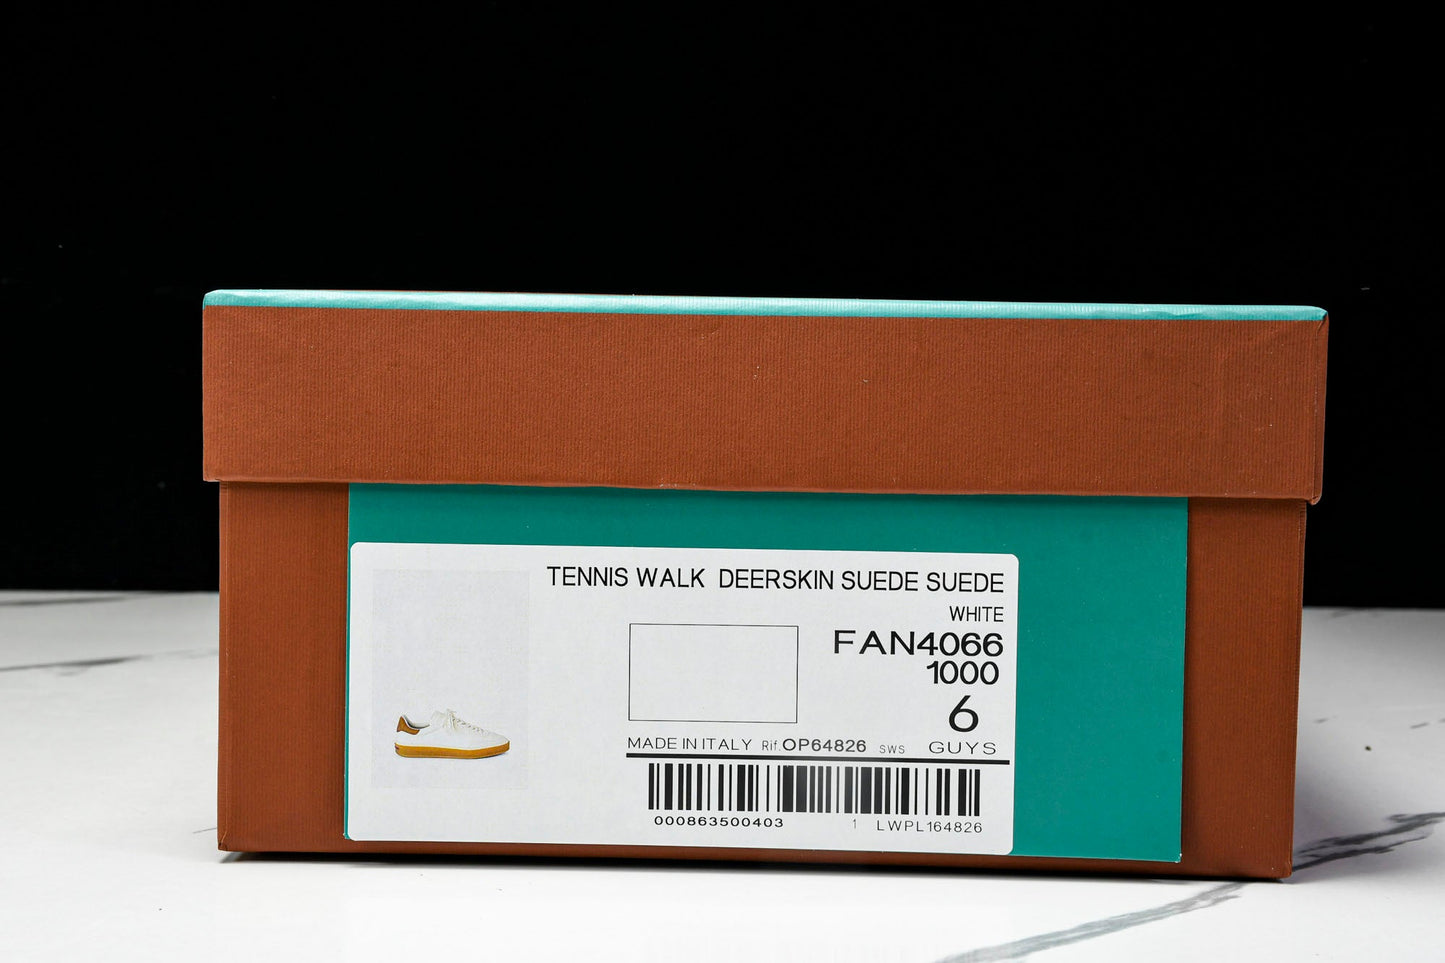 TENNIS WALK DEERSKIN SUEDE SUEDE
WHITE
FAN4066
1000
6
MADE IN ITALY Rif.OP64826 SWS GUYS
000863500403 1 LWPL164826